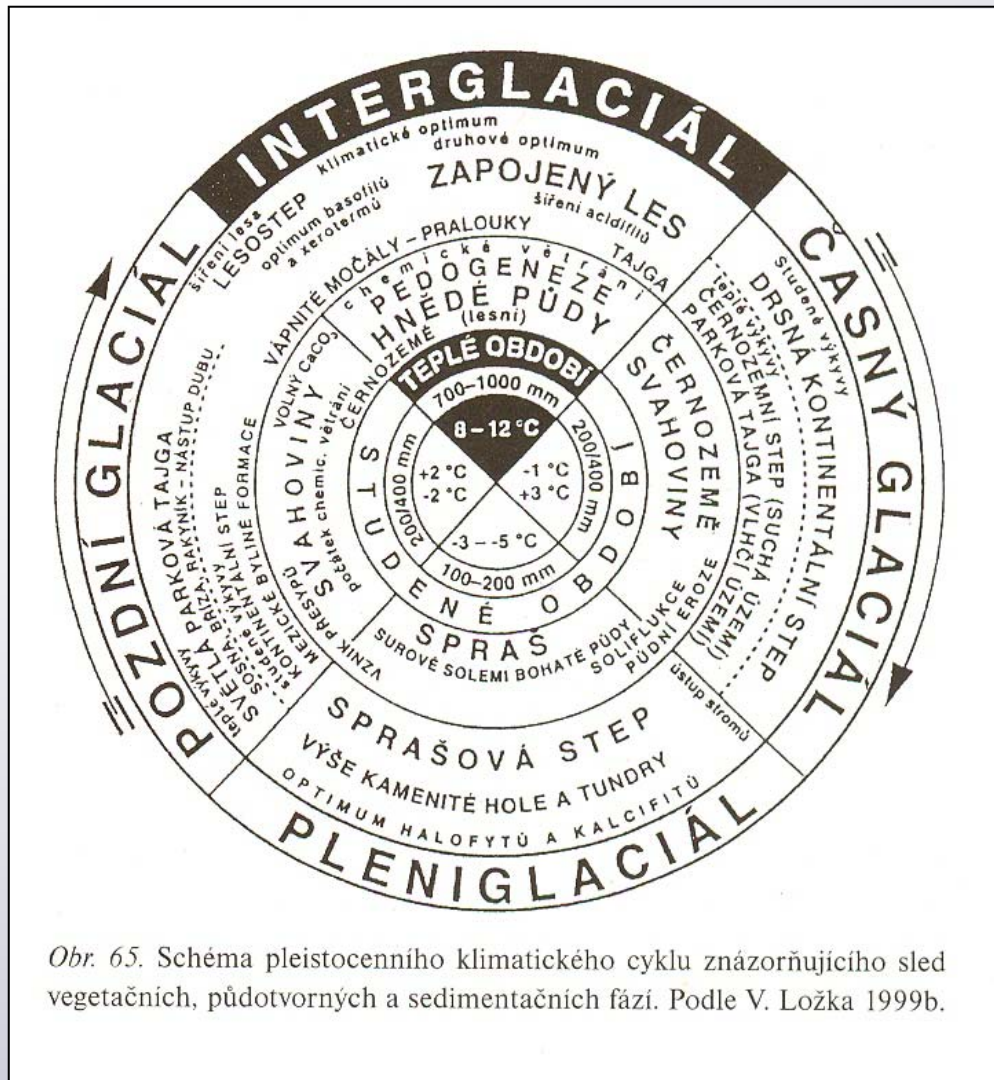 INTERGLACIÁL
klimatické optimum
druhové optimum
ZAPOJENÝ LES
šíření acidifilů
šíření lesa
LESOSTEP
optimum basofilů
a xerotermů
VÁPNITÉ MOČÁLY – PRALOUKY
TAJGA
chemické větrání
PEDOGENEZE
HNĚDÉ PŮDY
(lesní)
ČERNOZEMĚ
TEPLÉ OBDOBÍ
700–1000 mm
8 – 12 °C
ČASNÝ GLACIÁL
studené výkyvy
DRSNÁ KONTINENTÁLNÍ STEP
teplé výkyvy
ČERNOZEMNÍ STEP (SUCHÁ ÚZEMÍ)
PARKOVÁ TAJGA (VLHČÍ ÚZEMÍ)
ústup stromů
ČERNOZEMĚ
SVAHOVINY
SOLIFLUKCE
PŮDNÍ EROZE
200/400 mm
-1 °C
+3 °C
PLENIGLACIÁL
OPTIMUM HALOFYTŮ A KALCIFITŮ
VÝŠE KAMENITÉ HOLE A TUNDRY
SPRAŠOVÁ STEP
SUROVÉ SOLEMI BOHATÉ PŮDY
SPRAŠ
STUDENÉ OBDOBÍ
100–200 mm
-3 – -5 °C
POZDNÍ GLACIÁL
teplé výkyvy
SVĚTLÁ PARKOVÁ TAJGA
SOSNA, BŘÍZA, RAKYTNÍK – NÁSTUP DUBU
studené výkyvy
KONTINENTÁLNÍ STEP
MEZICKÉ BYLINÉ FORMACE
VZNIK PŘESYPŮ
VOLNÝ CaCO3
SVAHOVINY
počátek chemic. větrání
200/400 mm
+2 °C
-2 °C
Obr. 65. Schéma pleistocenního klimatického cyklu znázorňujícího sled
vegetačních, půdotvorných a sedimentačních fází. Podle V. Ložka 1999b.